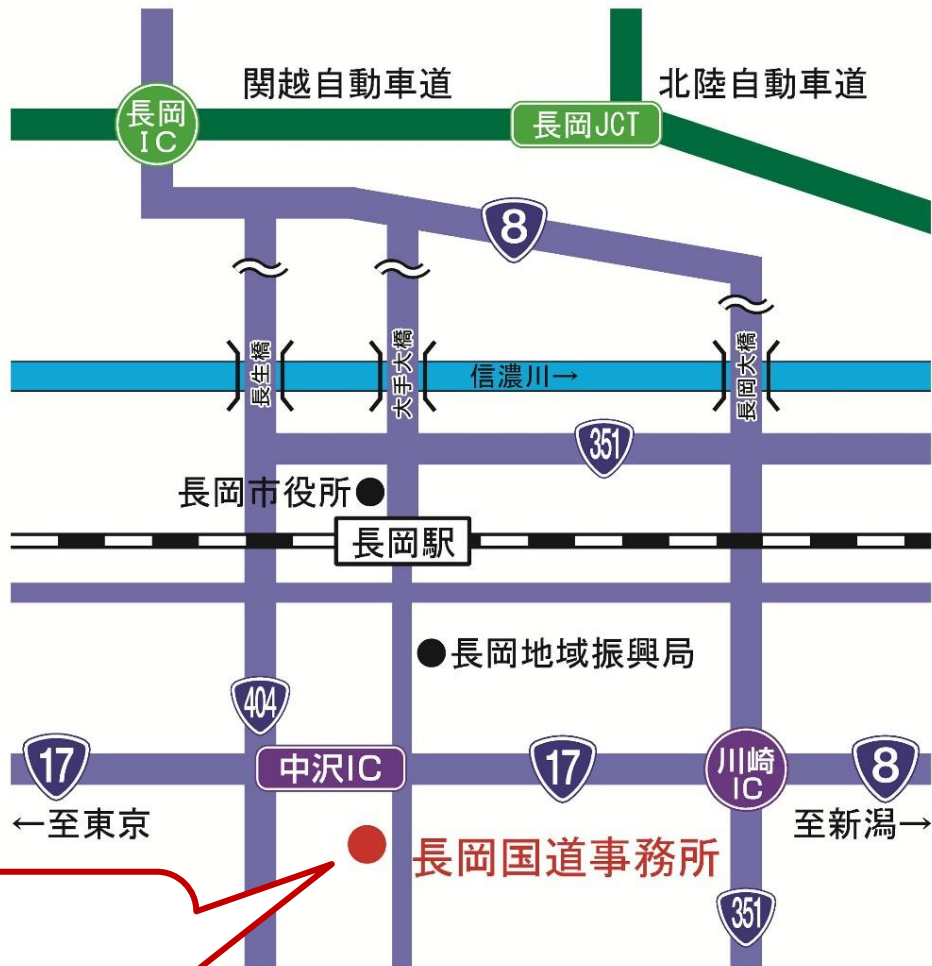 関越自動車道
北陸自動車道
長岡
IC
長岡JCT
8
長生橋
大手大橋
信濃川→
長岡大橋
351
長岡市役所
長岡駅
長岡地域振興局
404
17
中沢IC
17
川崎
IC
8
←至東京
至新潟→
長岡国道事務所
351